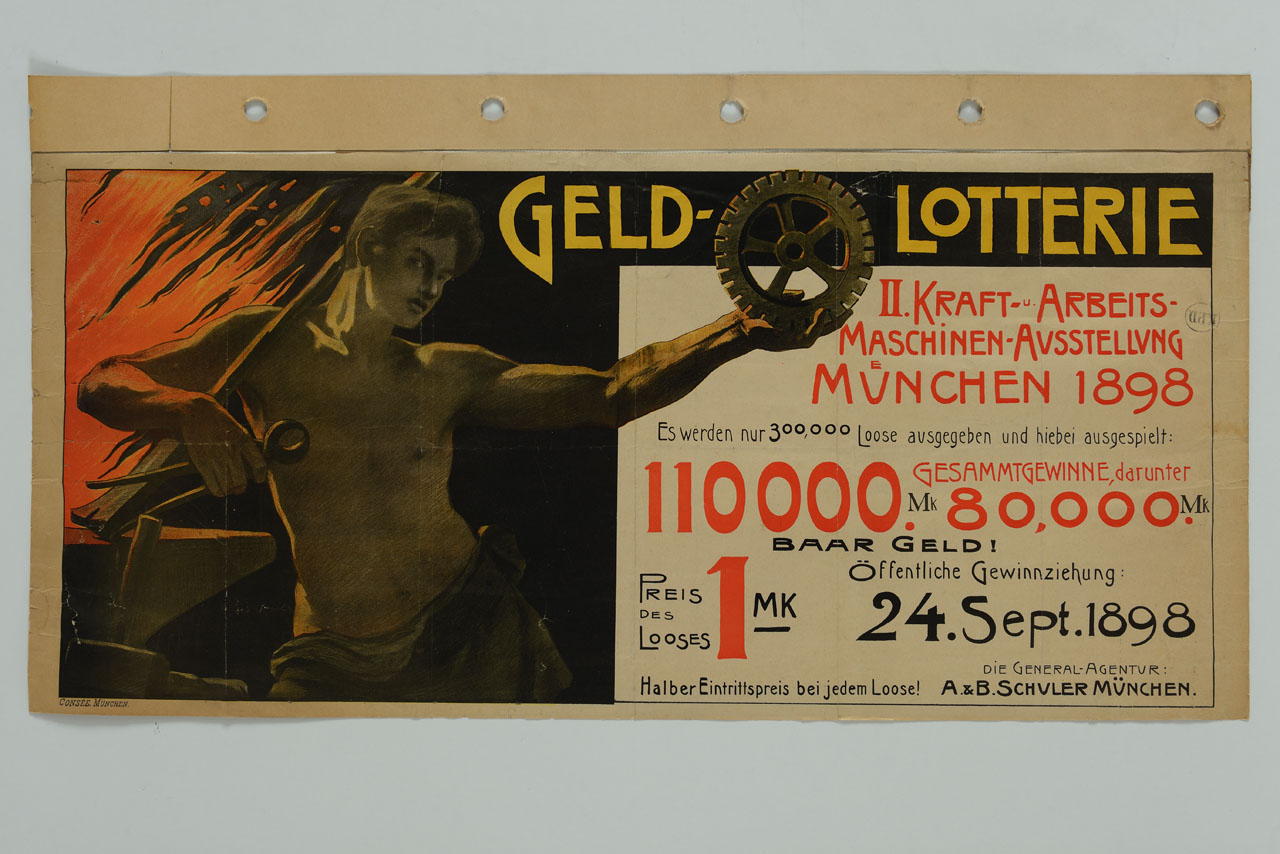 GELD-LOTTERIE
II. KRAFT- u. ARBEITS-
MASCHINEN-AUSSTELLUNG
MÜNCHEN 1898
Es werden nur 300,000 Loose ausgegeben und hiebei ausgespielt:
110000. Mk GESAMMTGEWINNE, darunter 80,000. Mk
BAAR GELD!
PREIS DES LOOSES 1 MK
Öffentliche Gewinnziehung:
24. Sept. 1898
DIE GENERAL-AGENTUR:
Halber Eintrittspreis bei jedem Loose! A. & B. SCHULER MÜNCHEN.
CONSÉE, MÜNCHEN.